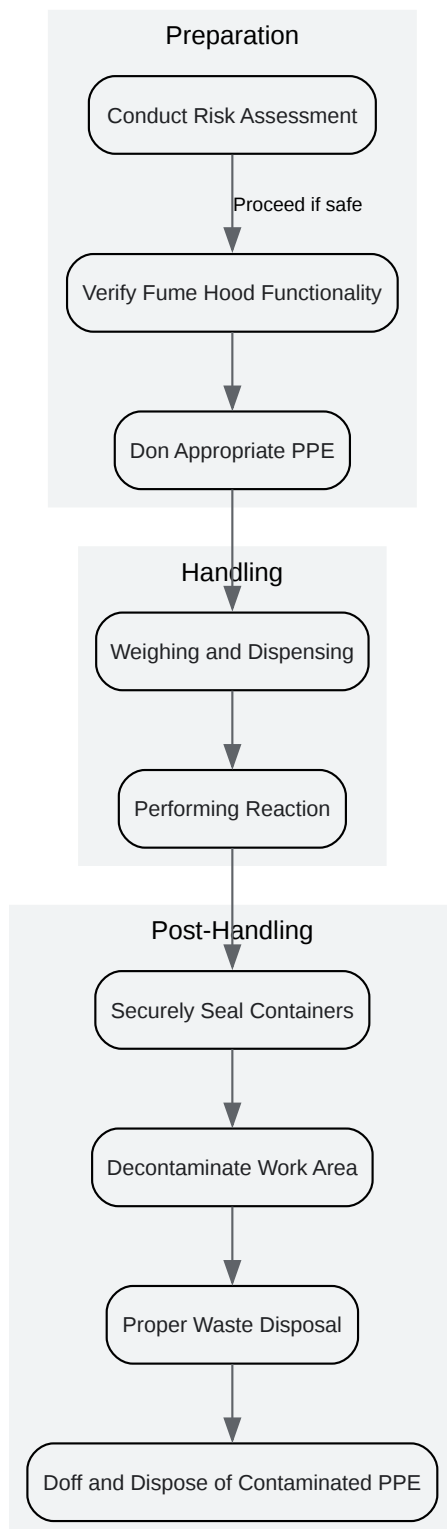 Preparation
Conduct Risk Assessment
Proceed if safe
Verify Fume Hood Functionality
Don Appropriate PPE
Handling
Weighing and Dispensing
Performing Reaction
Post-Handling
Securely Seal Containers
Decontaminate Work Area
Proper Waste Disposal
Doff and Dispose of Contaminated PPE